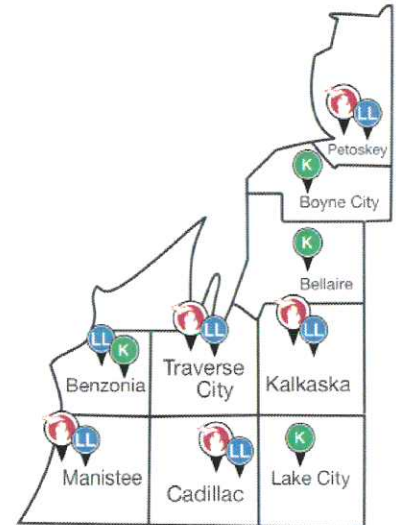 LL
Petoskey
K
Boyne City
K
Bellaire
LL
K
Benzonia
LL
Traverse
City
LL
Kalkaska
LL
Manistee
LL
Cadillac
K
Lake City